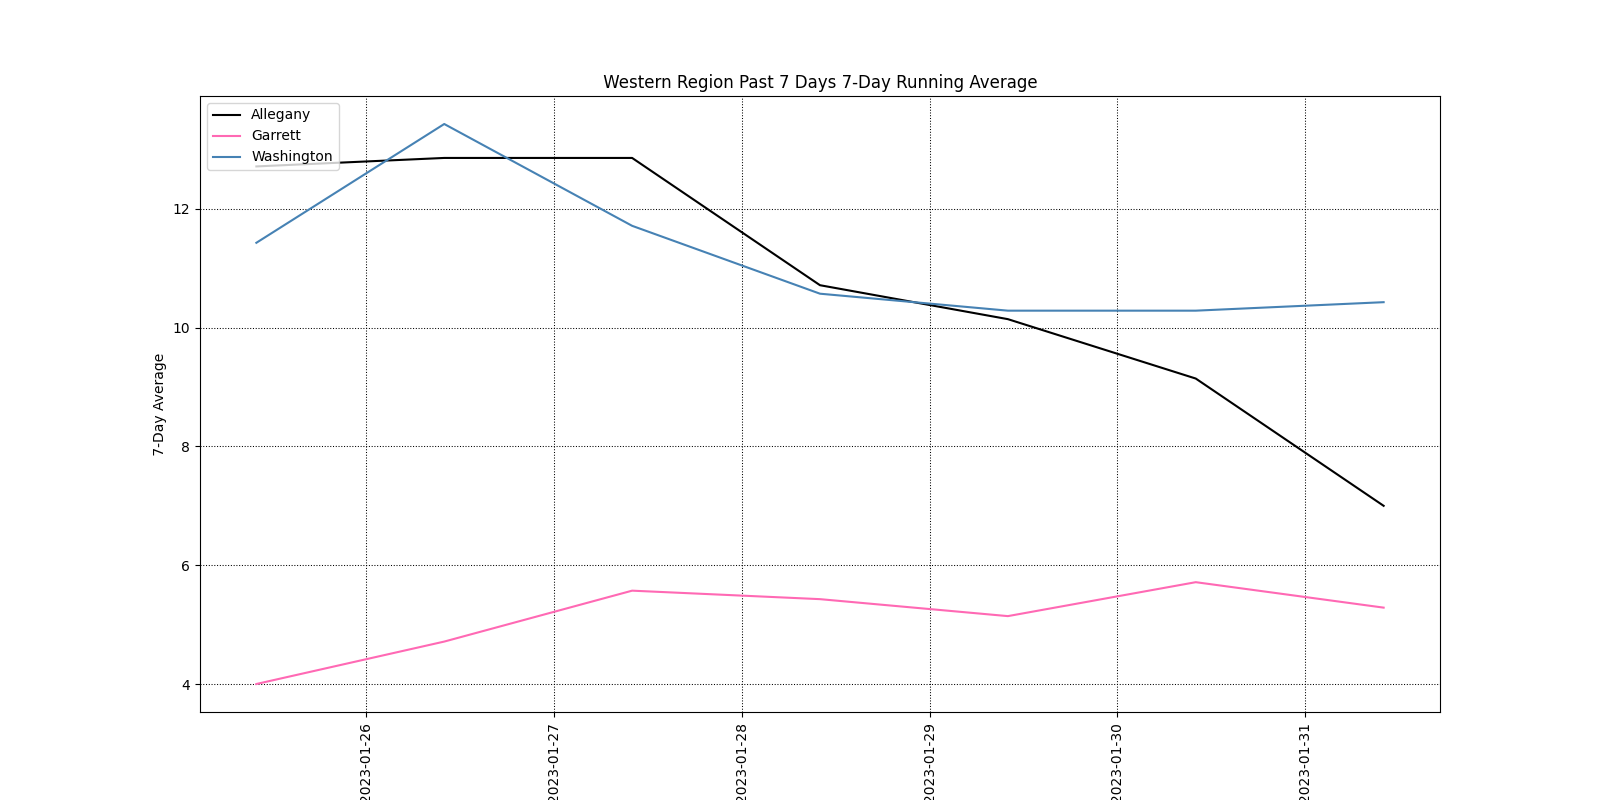 Western Region Past 7 Days 7-Day Running Average
Allegany
Garrett
Washington
7-Day Average
12
10
8
6
4
2023-01-26
2023-01-27
2023-01-28
2023-01-29
2023-01-30
2023-01-31